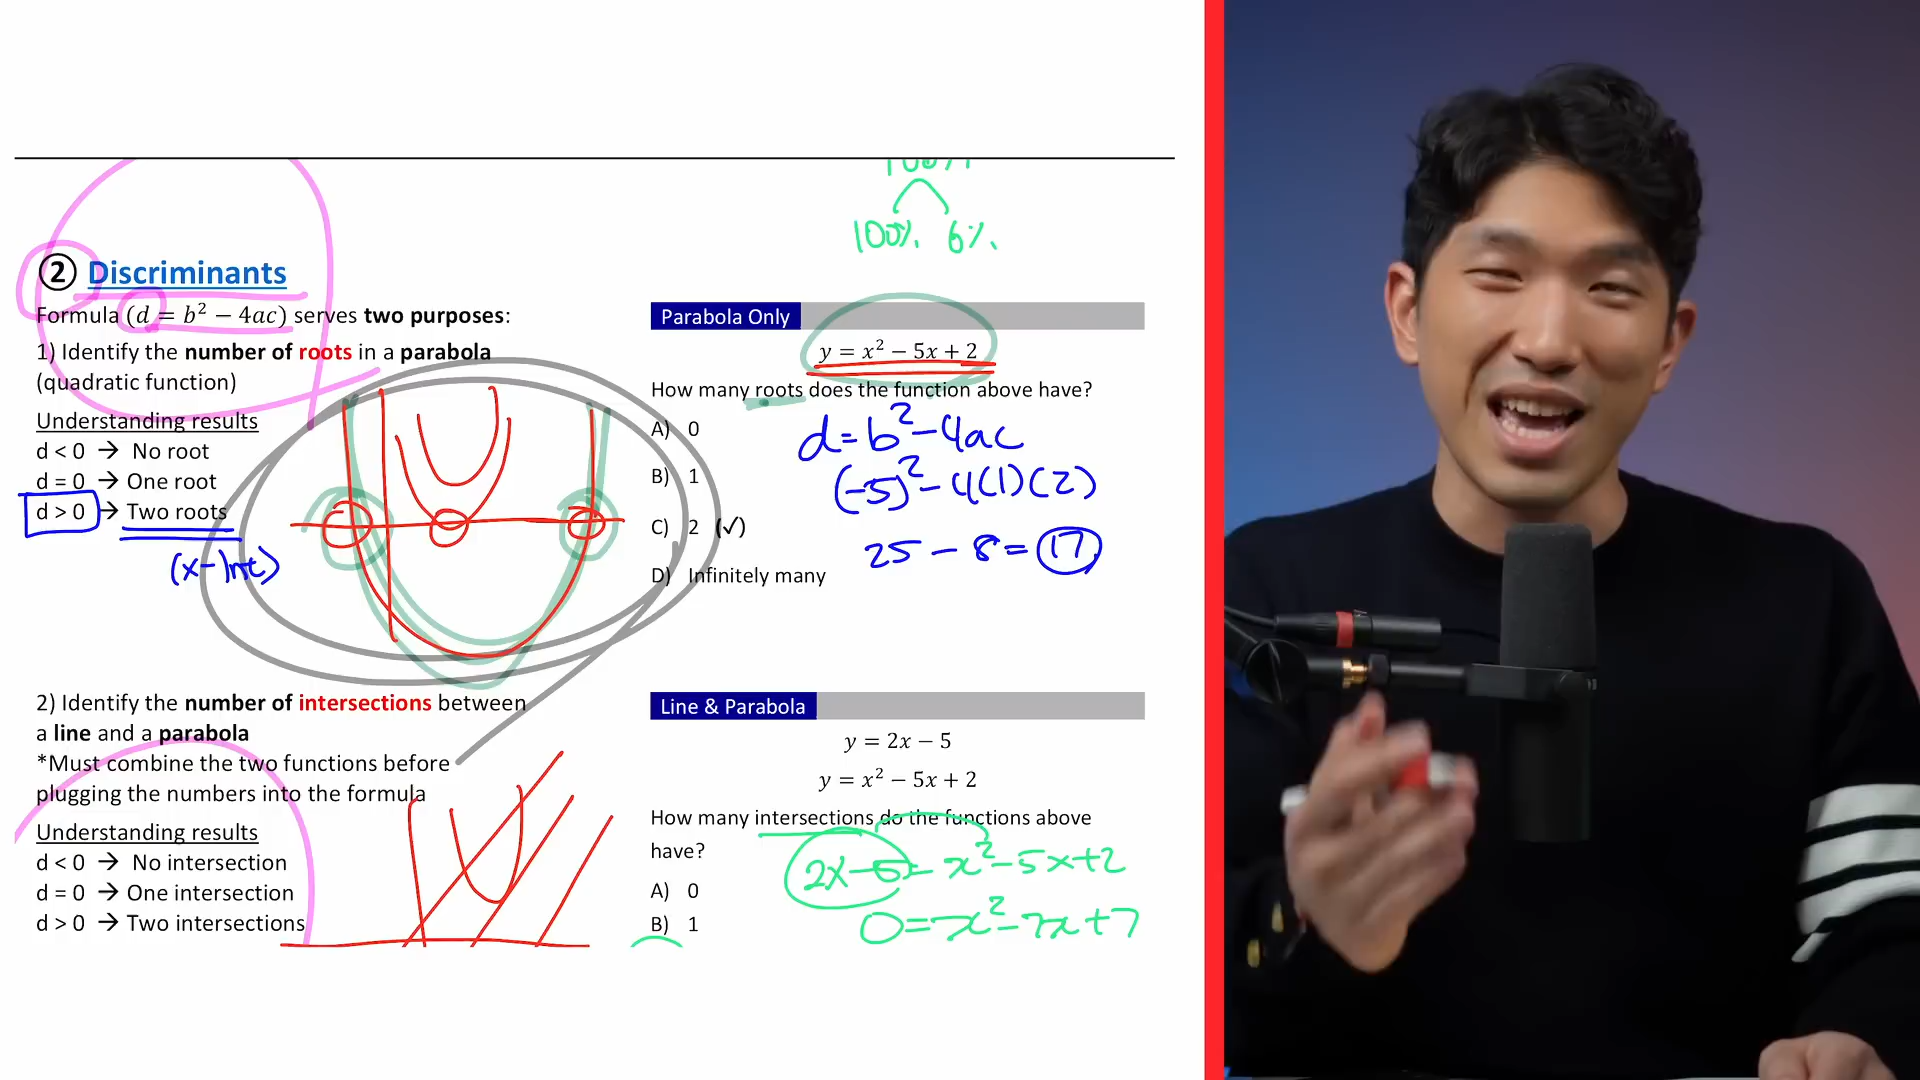 100%
100% 6%
② Discriminants
Formula (d = b² − 4ac) serves two purposes:
1) Identify the number of roots in a parabola
(quadratic function)
Understanding results
d < 0 → No root
d = 0 → One root
d > 0 → Two roots
(x-int)
Parabola Only
y = x² − 5x + 2
How many roots does the function above have?
A) 0
B) 1
C) 2 (✓)
D) Infinitely many
d=b²-4ac
(-5)²-4(1)(2)
25-8=17
2) Identify the number of intersections between
a line and a parabola
*Must combine the two functions before
plugging the numbers into the formula
Understanding results
d < 0 → No intersection
d = 0 → One intersection
d > 0 → Two intersections
Line & Parabola
y = 2x − 5
y = x² − 5x + 2
How many intersections do the functions above
have?
A) 0
B) 1
2x-5=x²-5x+2
0=x²-7x+7